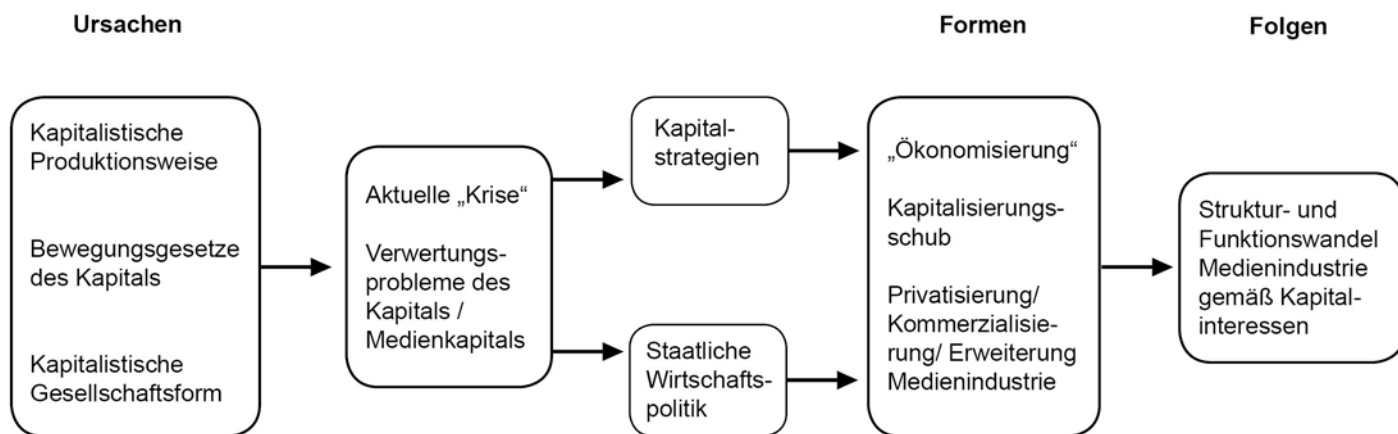 Ursachen
Formen
Folgen
Kapitalistische
Produktionsweise
Bewegungsgesetze
des Kapitals
Kapitalistische
Gesellschaftsform
Aktuelle „Krise“
Verwertungs-
probleme des
Kapitals /
Medienkapitals
Kapital-
strategien
Staatliche
Wirtschafts-
politik
„Ökonomisierung“
Kapitalisierungs-
schub
Privatisierung/
Kommerzialisie-
rung/ Erweiterung
Medienindustrie
Struktur- und
Funktionswandel
Medienindustrie
gemäß Kapital-
interessen